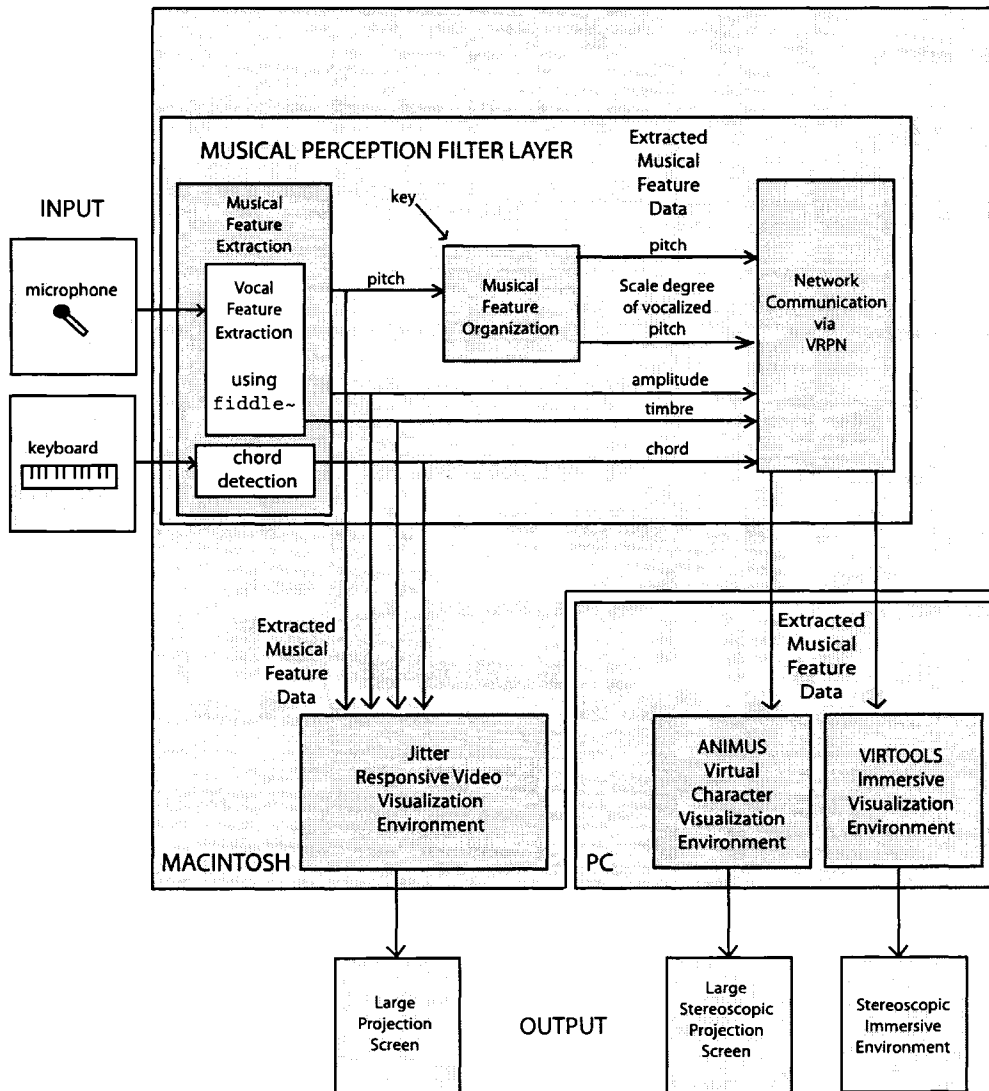 MUSICAL PERCEPTION FILTER LAYER
Extracted
Musical
Feature
Data
INPUT
microphone
keyboard
Musical
Feature
Extraction
Vocal
Feature
Extraction
using
fiddle~
chord
detection
key
pitch
Musical
Feature
Organization
pitch
Scale degree
of vocalized
pitch
amplitude
timbre
chord
Network
Communication
via
VRPN
Extracted
Musical
Feature
Data
Extracted
Musical
Feature
Data
Jitter
Responsive Video
Visualization
Environment
MACINTOSH
ANIMUS
Virtual
Character
Visualization
Environment
VIRTOOLS
Immersive
Visualization
Environment
PC
Large
Projection
Screen
OUTPUT
Large
Stereoscopic
Projection
Screen
Stereoscopic
Immersive
Environment